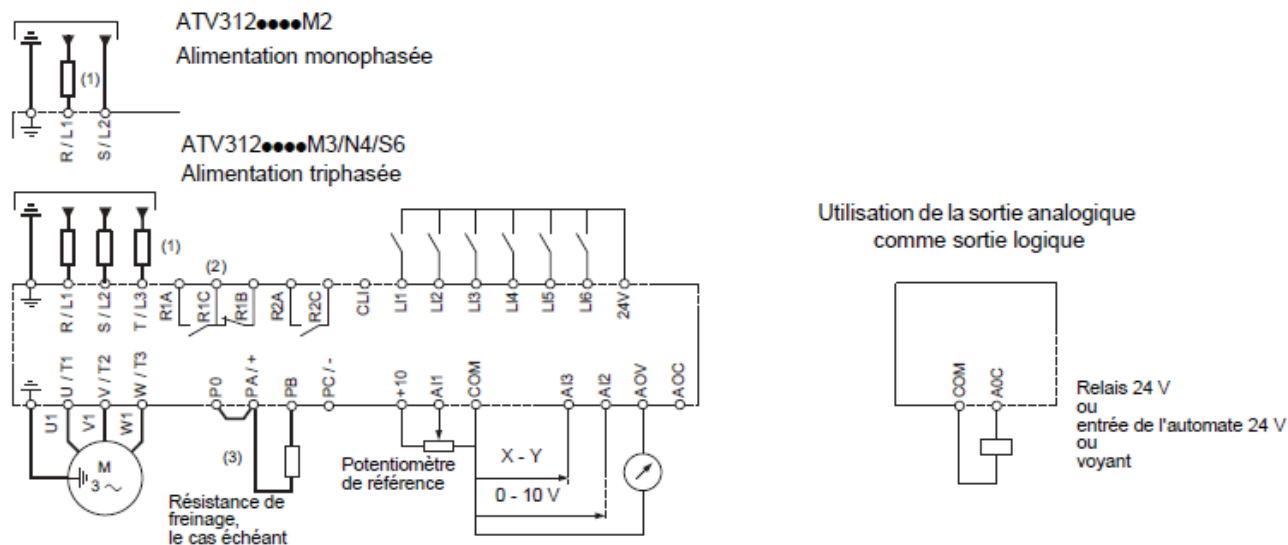 ATV312●●●●M2
Alimentation monophasée
(1)
R / L1
S / L2
ATV312●●●●M3/N4/S6
Alimentation triphasée
(1)
(2)
R / L1
S / L2
T / L3
R1A
R1C
R1B
R2A
R2C
CLI
LI1
LI2
LI3
LI4
LI5
LI6
24V
U / T1
V / T2
W / T3
P0
PA / +
PB
PC / -
+10
AI1
COM
AI3
AI2
AOV
AOC
U1
V1
W1
M
3 ~
(3)
Résistance de
freinage,
le cas échéant
Potentiomètre
de référence
X - Y
0 - 10 V
Utilisation de la sortie analogique
comme sortie logique
COM
A0C
Relais 24 V
ou
entrée de l'automate 24 V
ou
voyant